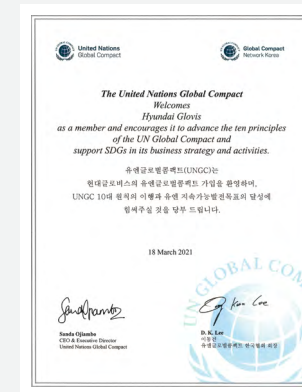 United Nations
Global Compact
Global Compact
Network Korea
The United Nations Global Compact
Welcomes
Hyundai Glovis
as a member and encourages it to advance the ten principles
of the UN Global Compact and
support SDGs in its business strategy and activities.
유엔글로벌콤팩트(UNGC)는
현대글로비스의 유엔글로벌콤팩트 가입을 환영하며,
UNGC 10대 원칙의 이행과 유엔 지속가능발전목표의 달성에
힘써주실 것을 당부 드립니다.
18 March 2021
GLOBAL COM
Sanda Ojiambo
CEO & Executive Director
United Nations Global Compact
D. K. Lee
이동건
유엔글로벌콤팩트 한국협회 회장